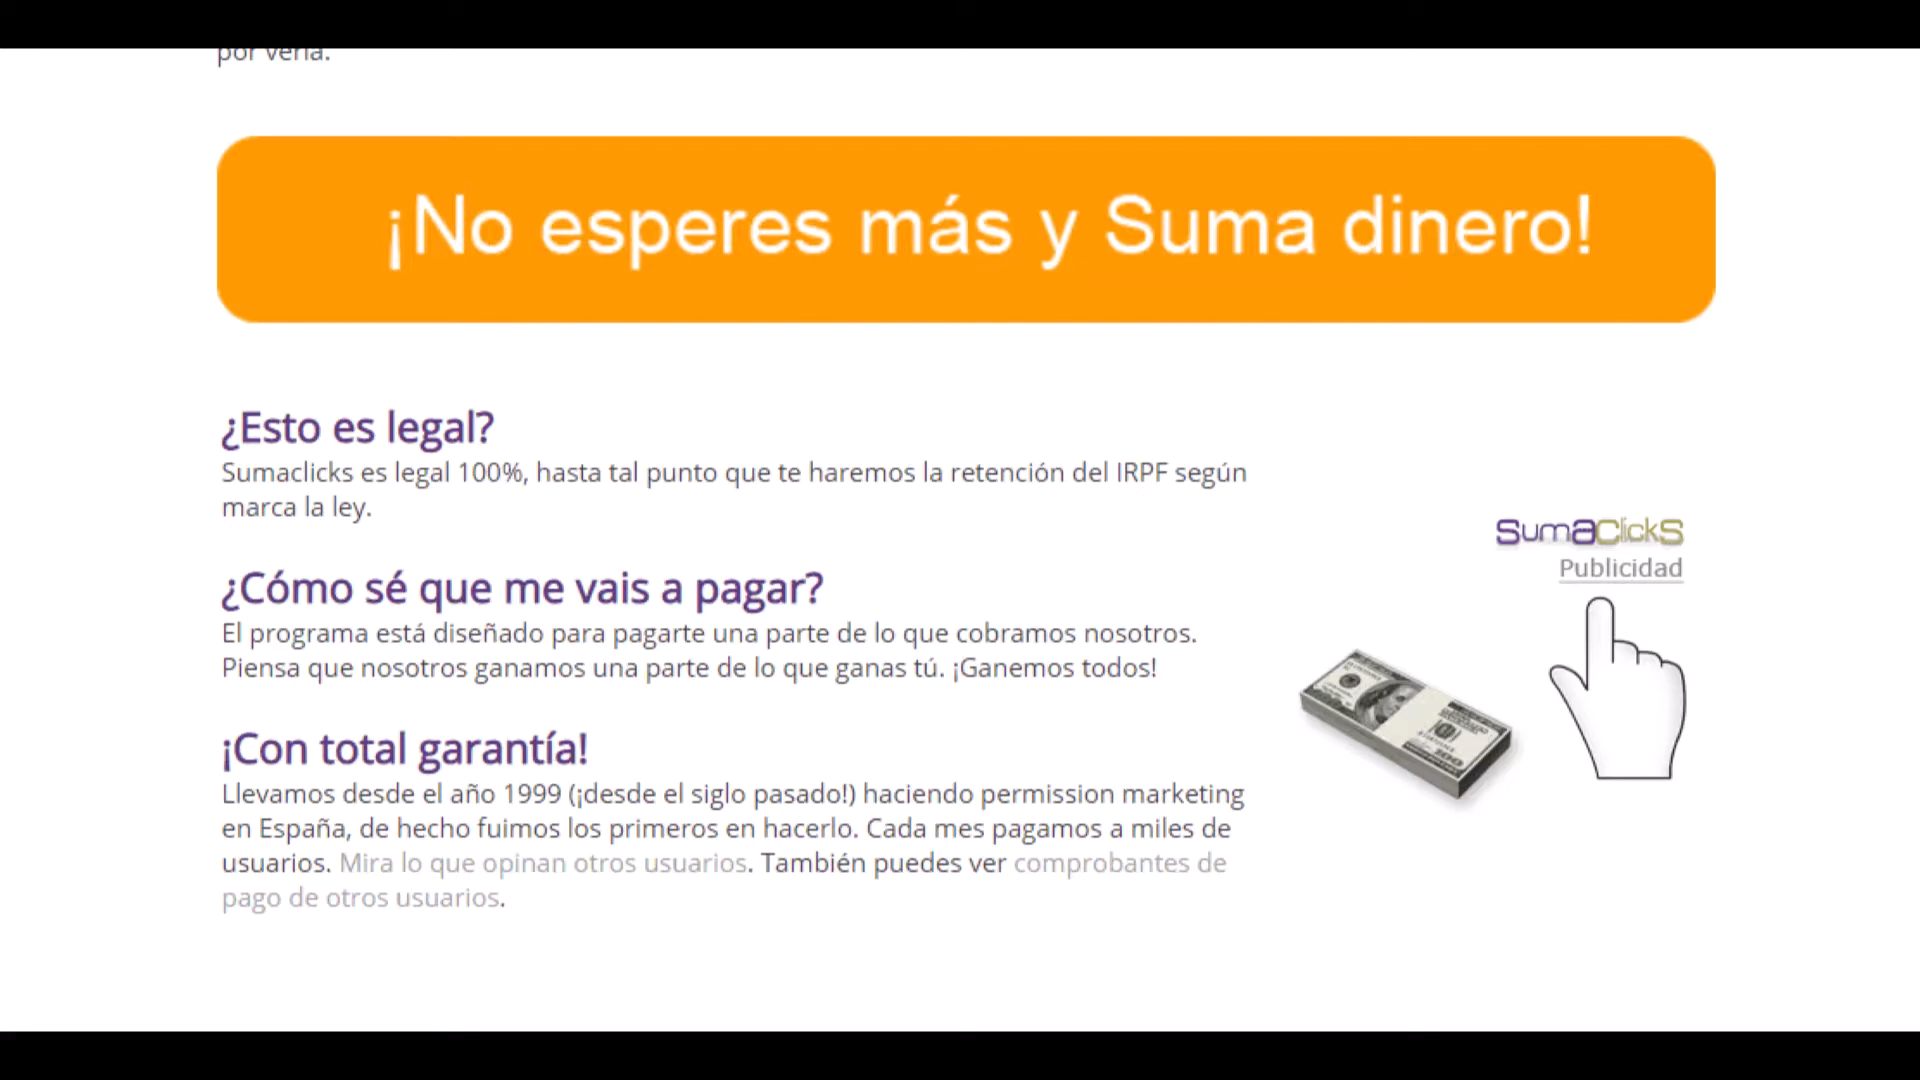 por verla.
¡No esperes más y Suma dinero!
¿Esto es legal?
Sumaclicks es legal 100%, hasta tal punto que te haremos la retención del IRPF según
marca la ley.
¿Cómo sé que me vais a pagar?
El programa está diseñado para pagarte una parte de lo que cobramos nosotros.
Piensa que nosotros ganamos una parte de lo que ganas tú. ¡Ganemos todos!
¡Con total garantía!
Llevamos desde el año 1999 (¡desde el siglo pasado!) haciendo permission marketing
en España, de hecho fuimos los primeros en hacerlo. Cada mes pagamos a miles de
usuarios. Mira lo que opinan otros usuarios. También puedes ver comprobantes de
pago de otros usuarios.
SumaClickS
Publicidad